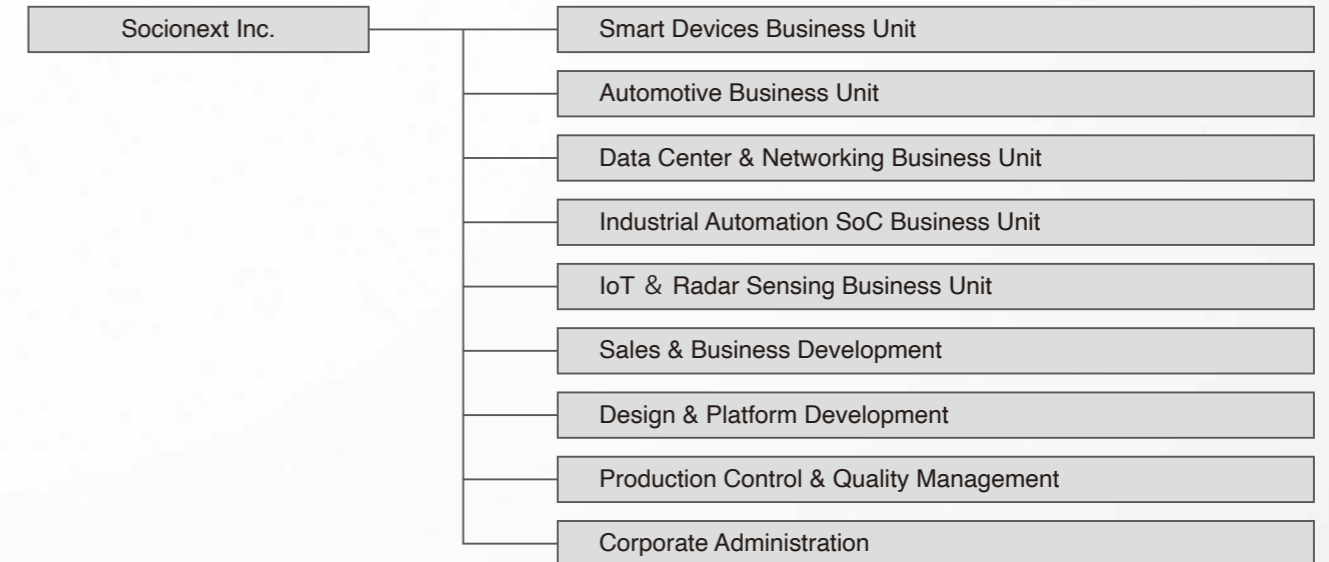 Socionext Inc.
Smart Devices Business Unit
Automotive Business Unit
Data Center & Networking Business Unit
Industrial Automation SoC Business Unit
IoT ＆ Radar Sensing Business Unit
Sales & Business Development
Design & Platform Development
Production Control & Quality Management
Corporate Administration